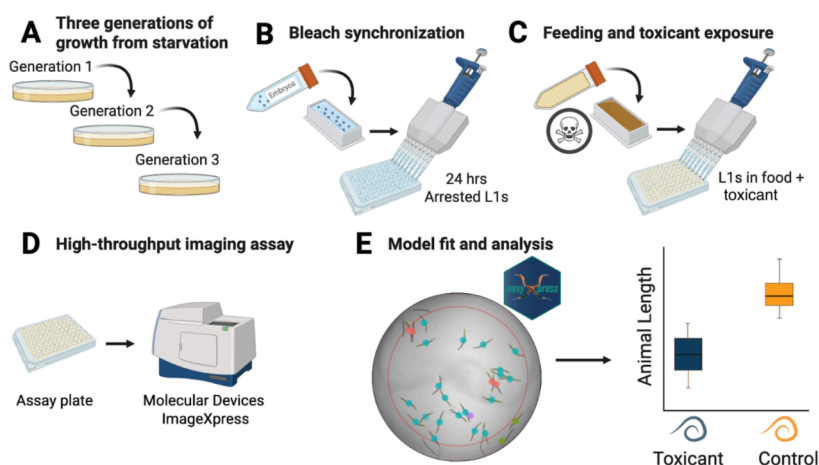 A Three generations of
growth from starvation
Generation 1
Generation 2
Generation 3
B Bleach synchronization
Embryos
24 hrs
Arrested L1s
C Feeding and toxicant exposure
L1s in food +
toxicant
D High-throughput imaging assay
Assay plate
Molecular Devices
ImageXpress
E Model fit and analysis
easyXpress
Animal Length
Toxicant
Control